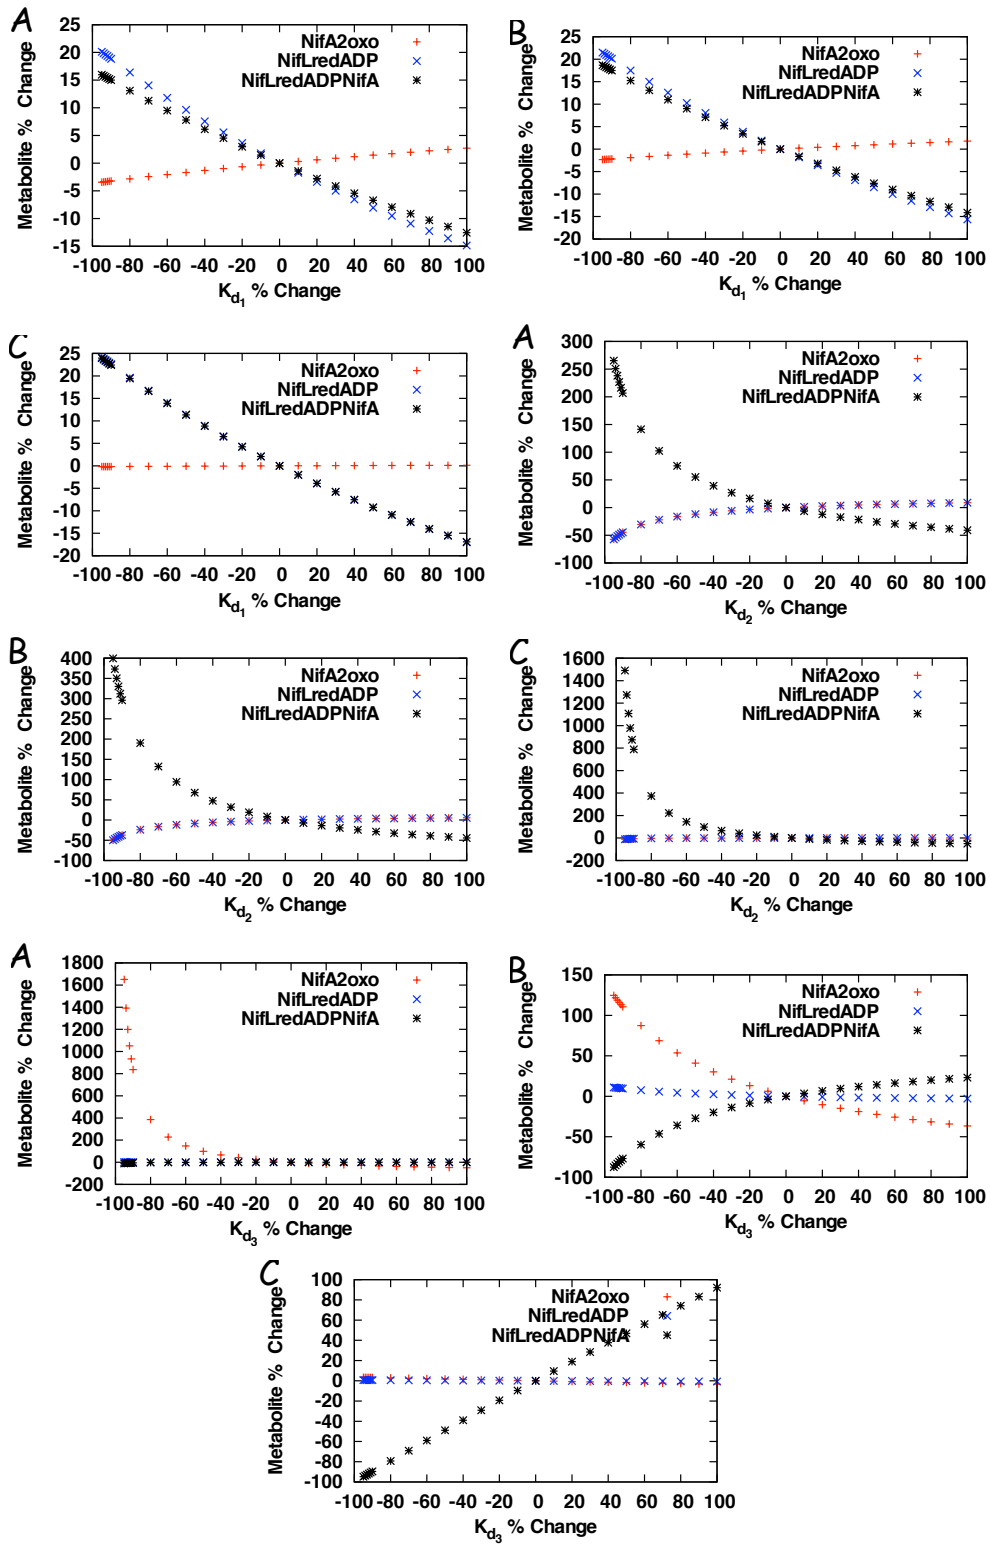 A
Metabolite % Change
25
20
15
10
5
0
-5
-10
-15
NifA2oxo
NifLredADP
NifLredADPNifA
-100 -80 -60 -40 -20 0 20 40 60 80 100
Kd1 % Change
B
Metabolite % Change
25
20
15
10
5
0
-5
-10
-15
-20
NifA2oxo
NifLredADP
NifLredADPNifA
-100 -80 -60 -40 -20 0 20 40 60 80 100
Kd1 % Change
C
Metabolite % Change
25
20
15
10
5
0
-5
-10
-15
-20
NifA2oxo
NifLredADP
NifLredADPNifA
-100 -80 -60 -40 -20 0 20 40 60 80 100
Kd1 % Change
A
Metabolite % Change
300
250
200
150
100
50
0
-50
-100
NifA2oxo
NifLredADP
NifLredADPNifA
-100 -80 -60 -40 -20 0 20 40 60 80 100
Kd2 % Change
B
Metabolite % Change
400
350
300
250
200
150
100
50
0
-50
-100
NifA2oxo
NifLredADP
NifLredADPNifA
-100 -80 -60 -40 -20 0 20 40 60 80 100
Kd2 % Change
C
Metabolite % Change
1600
1400
1200
1000
800
600
400
200
0
-200
NifA2oxo
NifLredADP
NifLredADPNifA
-100 -80 -60 -40 -20 0 20 40 60 80 100
Kd2 % Change
A
Metabolite % Change
1800
1600
1400
1200
1000
800
600
400
200
0
-200
NifA2oxo
NifLredADP
NifLredADPNifA
-100 -80 -60 -40 -20 0 20 40 60 80 100
Kd3 % Change
B
Metabolite % Change
150
100
50
0
-50
-100
NifA2oxo
NifLredADP
NifLredADPNifA
-100 -80 -60 -40 -20 0 20 40 60 80 100
Kd3 % Change
C
Metabolite % Change
100
80
60
40
20
0
-20
-40
-60
-80
-100
NifA2oxo
NifLredADP
NifLredADPNifA
-100 -80 -60 -40 -20 0 20 40 60 80 100
Kd3 % Change